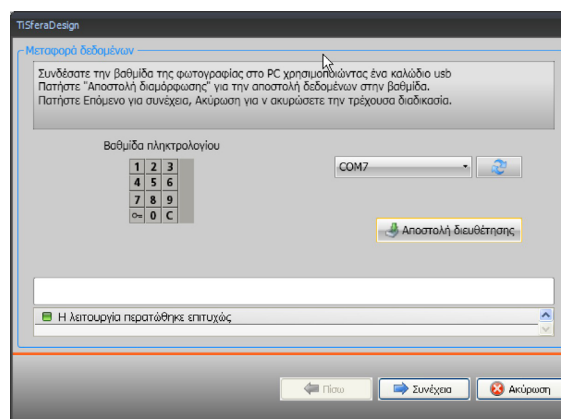 TiSferaDesign
Μεταφορά δεδομένων
Συνδέσατε την βαθμίδα της φωτογραφίας στο PC χρησιμοποιώντας ένα καλώδιο usb
Πατήστε "Αποστολή διαμόρφωσης" για την αποστολή δεδομένων στην βαθμίδα.
Πατήστε Επόμενο για συνέχεια, Ακύρωση για ν ακυρώσετε την τρέχουσα διαδικασία.
Βαθμίδα πληκτρολογίου
1 2 3
4 5 6
7 8 9
0 C
COM7
Αποστολή διευθέτησης
Η λειτουργία περατώθηκε επιτυχώς
Πίσω
Συνέχεια
Ακύρωση